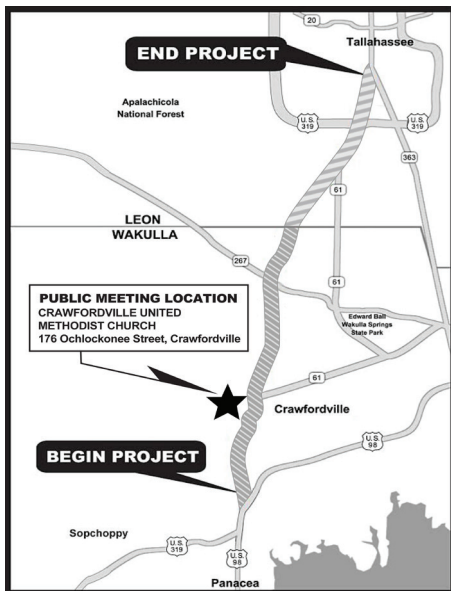 20
Tallahassee
END PROJECT
Apalachicola
National Forest
U.S.
319
U.S.
319
363
61
LEON
WAKULLA
267
61
PUBLIC MEETING LOCATION
CRAWFORDVILLE UNITED
METHODIST CHURCH
176 Ochlockonee Street, Crawfordville
Edward Ball
Wakulla Springs
State Park
61
Crawfordville
U.S.
98
BEGIN PROJECT
Sopchoppy
U.S.
319
U.S.
98
Panacea